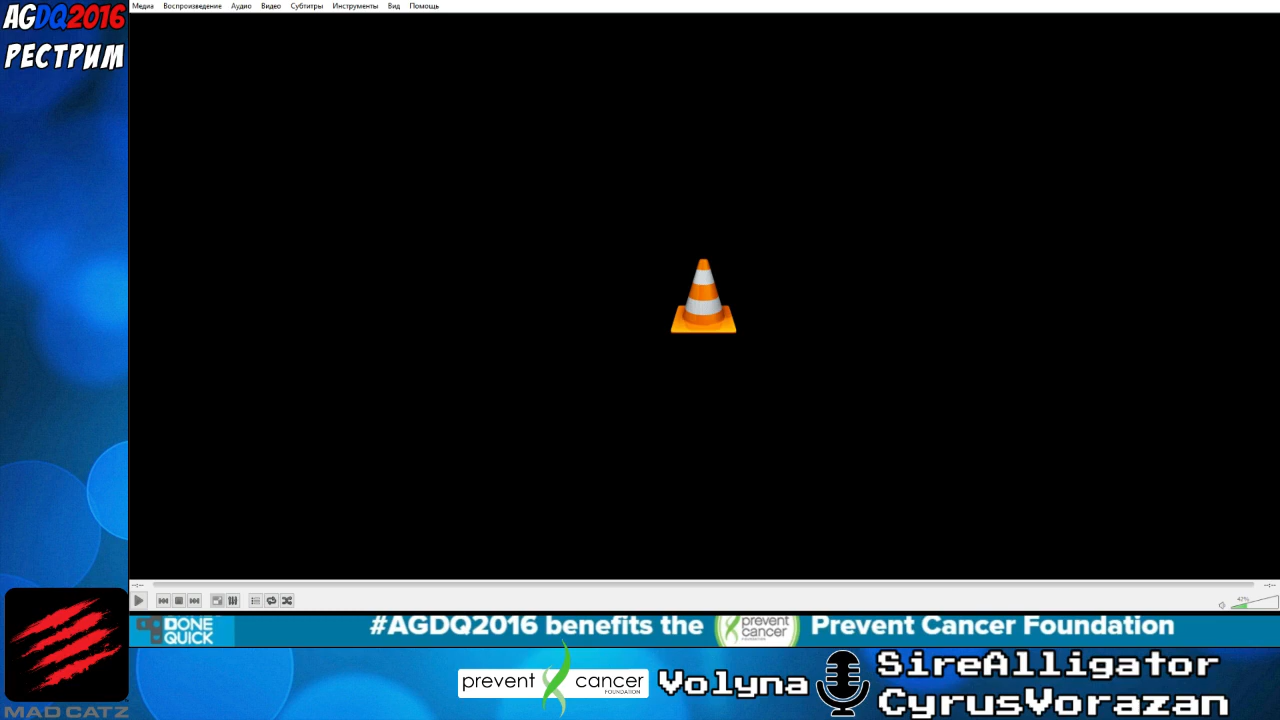 AGDQ2016
РЕСТРИМ
Медиа Воспроизведение Аудио Видео Субтитры Инструменты Вид Помощь
--:--
--:--
42%
DONE
QUICK
#AGDQ2016 benefits the
prevent
cancer
Prevent Cancer Foundation
prevent cancer
FOUNDATION
Volyna
SireAlligator
CyrusVorazan
MAD CATZ